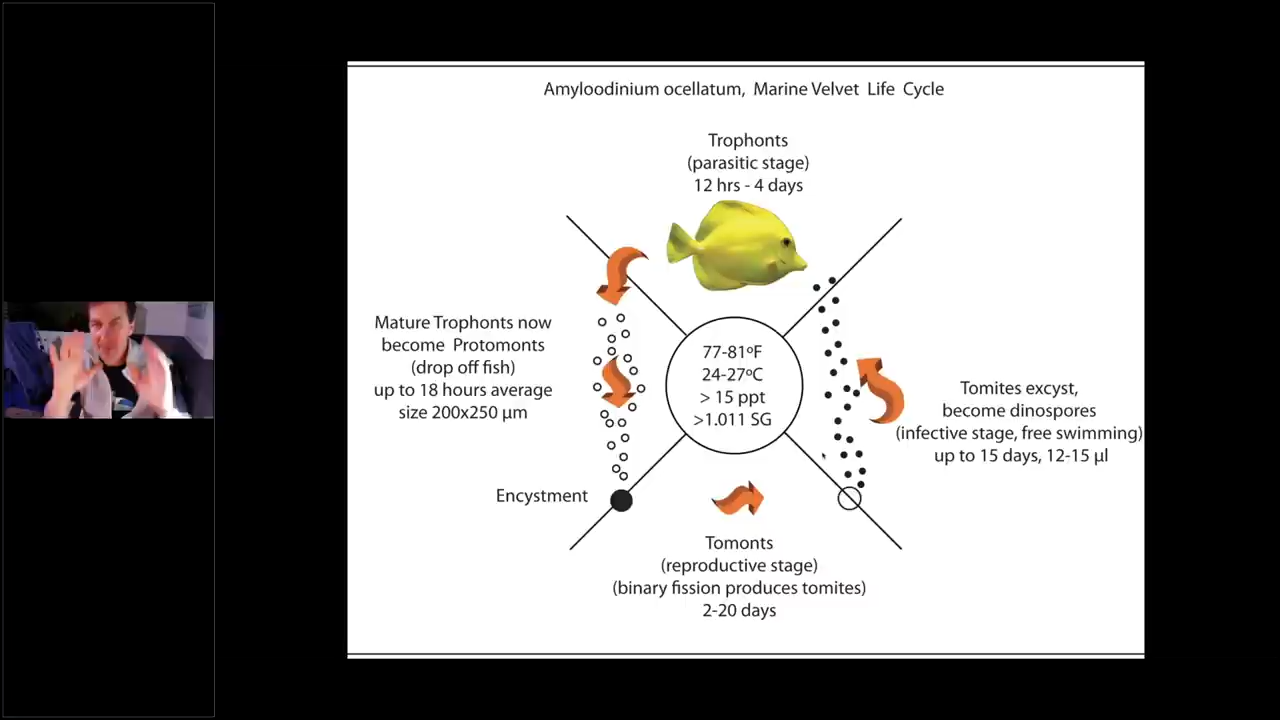 Amyloodinium ocellatum, Marine Velvet Life Cycle
Trophonts
(parasitic stage)
12 hrs - 4 days
Mature Trophonts now
become Protomonts
(drop off fish)
up to 18 hours average
size 200x250 µm
77-81ºF
24-27ºC
> 15 ppt
>1.011 SG
Tomites excyst,
become dinospores
(infective stage, free swimming)
up to 15 days, 12-15 µl
Encystment
Tomonts
(reproductive stage)
(binary fission produces tomites)
2-20 days